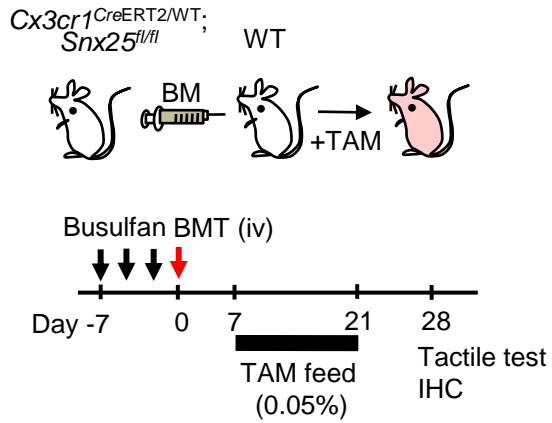 Cx3cr1CreERT2/WT;
Snx25fl/fl
WT
BM
+TAM
Busulfan BMT (iv)
Day -7 0 7 21 28
TAM feed
(0.05%)
Tactile test
IHC